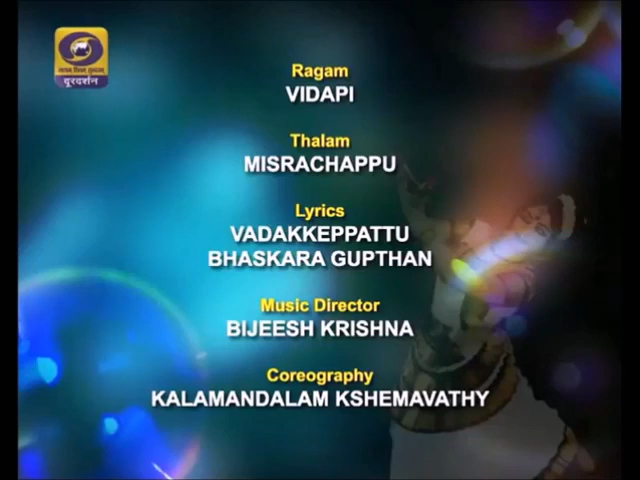 दूरदर्शन
Ragam
VIDAPI
Thalam
MISRACHAPPU
Lyrics
VADAKKEPPATTU
BHASKARA GUPTHAN
Music Director
BIJEESH KRISHNA
Coreography
KALAMANDALAM KSHEMAVATHY